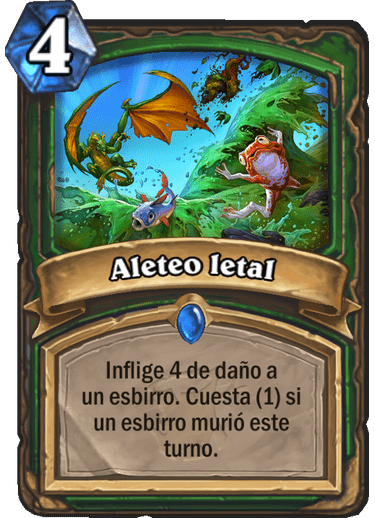 4
Aleteo letal
Inflige 4 de daño a
un esbirro. Cuesta (1) si
un esbirro murió este
turno.